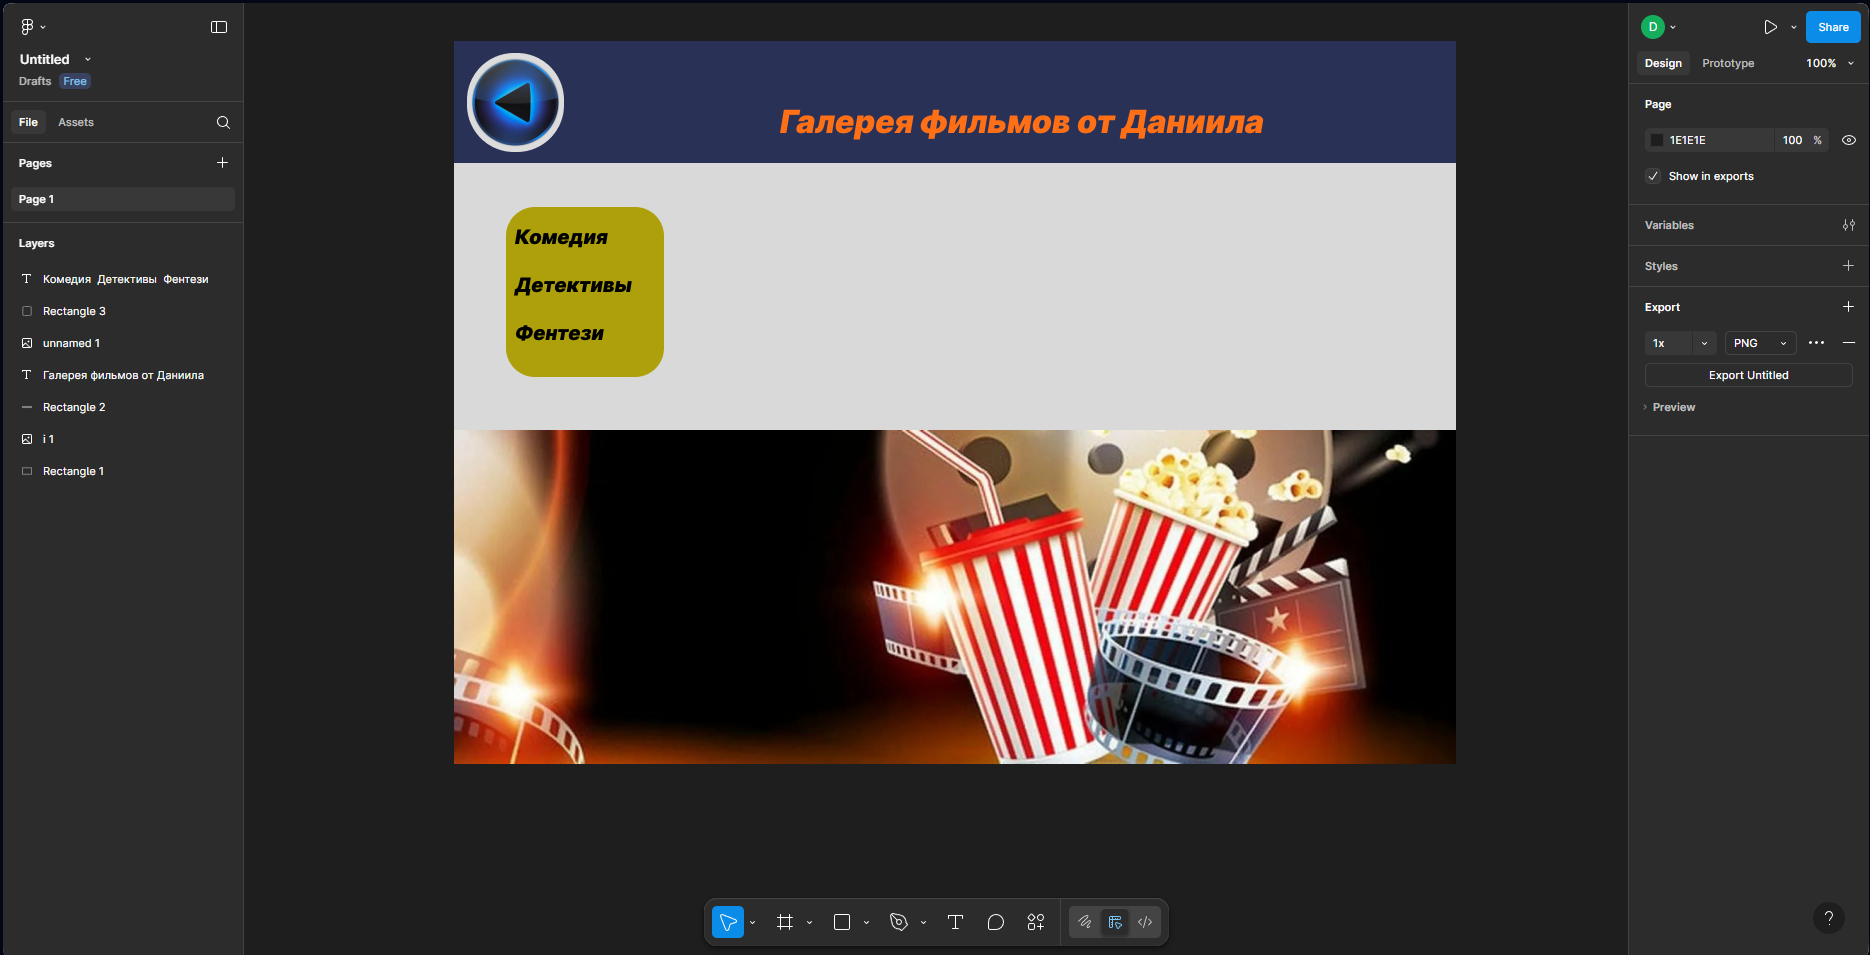 Untitled
Drafts Free
File Assets
Pages
Page 1
Layers
Комедия Детективы Фентези
Rectangle 3
unnamed 1
Галерея фильмов от Даниила
Rectangle 2
i 1
Rectangle 1
Галерея фильмов от Даниила
Комедия
Детективы
Фентези
D
Share
Design Prototype 100%
Page
1E1E1E 100 %
Show in exports
Variables
Styles
Export
1x PNG
Export Untitled
Preview
?